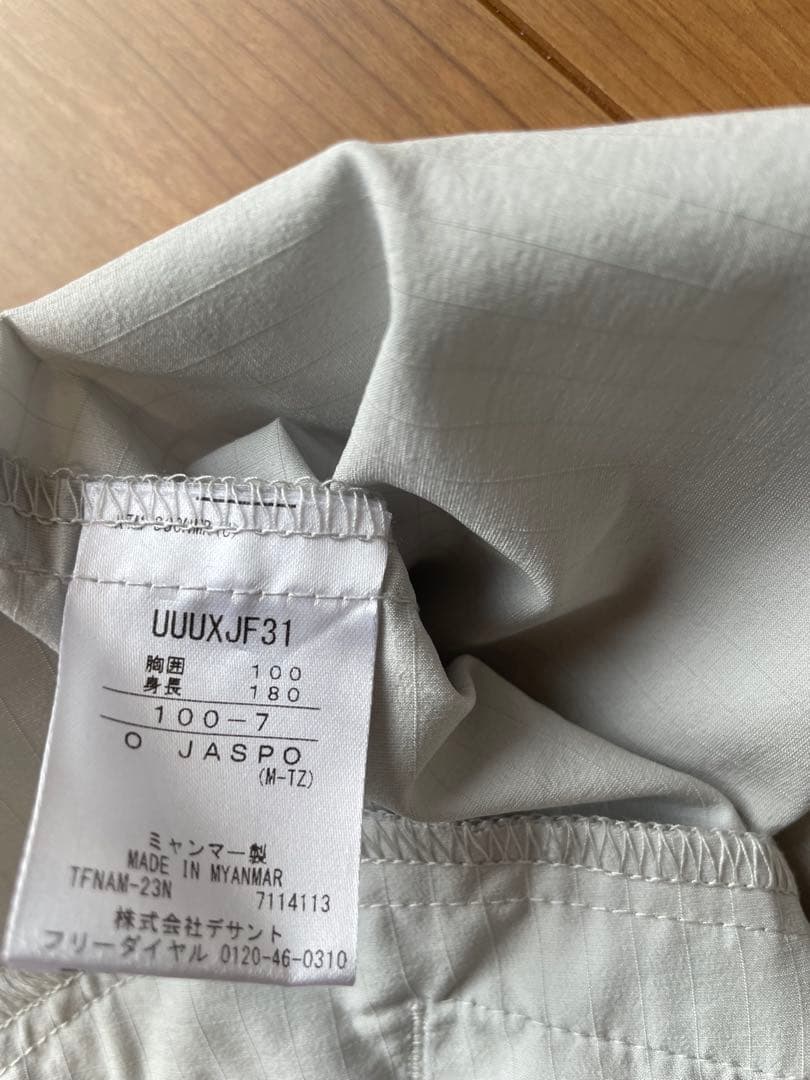 UUUXJF31
胸囲 100
身長 180
100-7
O JASPO
(M-TZ)
ミャンマー製
MADE IN MYANMAR
TFNAM-23N 7114113
株式会社デサント
フリーダイヤル 0120-46-0310